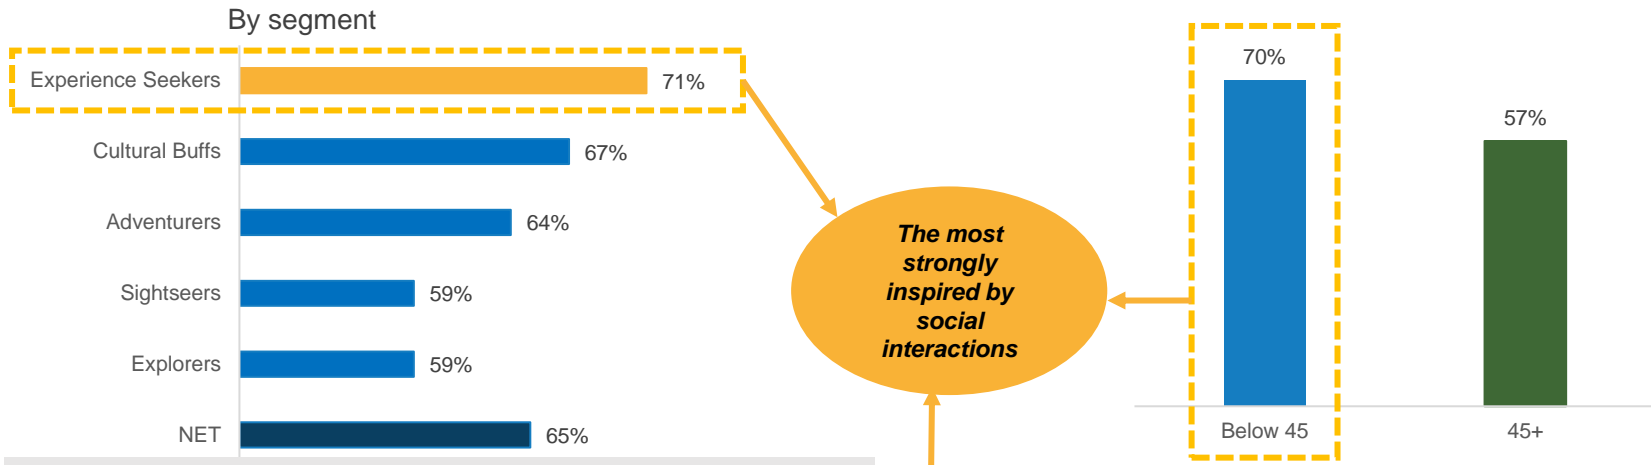 By segment
Experience Seekers
71%
Cultural Buffs
67%
Adventurers
64%
Sightseers
59%
Explorers
59%
NET
65%
The most
strongly
inspired by
social
interactions
70%
57%
Below 45
45+